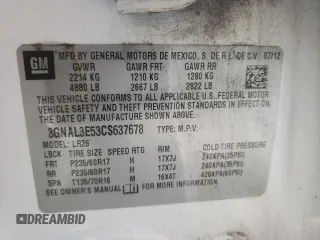 GM
MFD BY GENERAL MOTORS DE MEXICO, S. DE R.L. DE C.V. 07/12
GVWR GAWR FRT GAWR RR
2214 KG 1210 KG 1280 KG
4880 LB 2667 LB 2822 LB
THIS VEHICLE CONFORMS TO ALL APPLICABLE U.S. FEDERAL MOTOR
VEHICLE SAFETY, BUMPER, AND THEFT PREVENTION STANDARDS
IN EFFECT ON THE DATE OF MANUFACTURE SHOWN ABOVE.
3GNAL3E53CS637678 TYPE: M.P.V.
MODEL: LR26
LBCK TIRE SIZE SPEED RTG RIM COLD TIRE PRESSURE
FRT P235/60R17 17X7J 240KPA(35PSI)
RR P235/60R17 17X7J 240KPA(35PSI)
SPA T135/70R16 M 16X4T 420KPA(60PSI)
SEE OWNER'S MANUAL FOR MORE INFORMATION